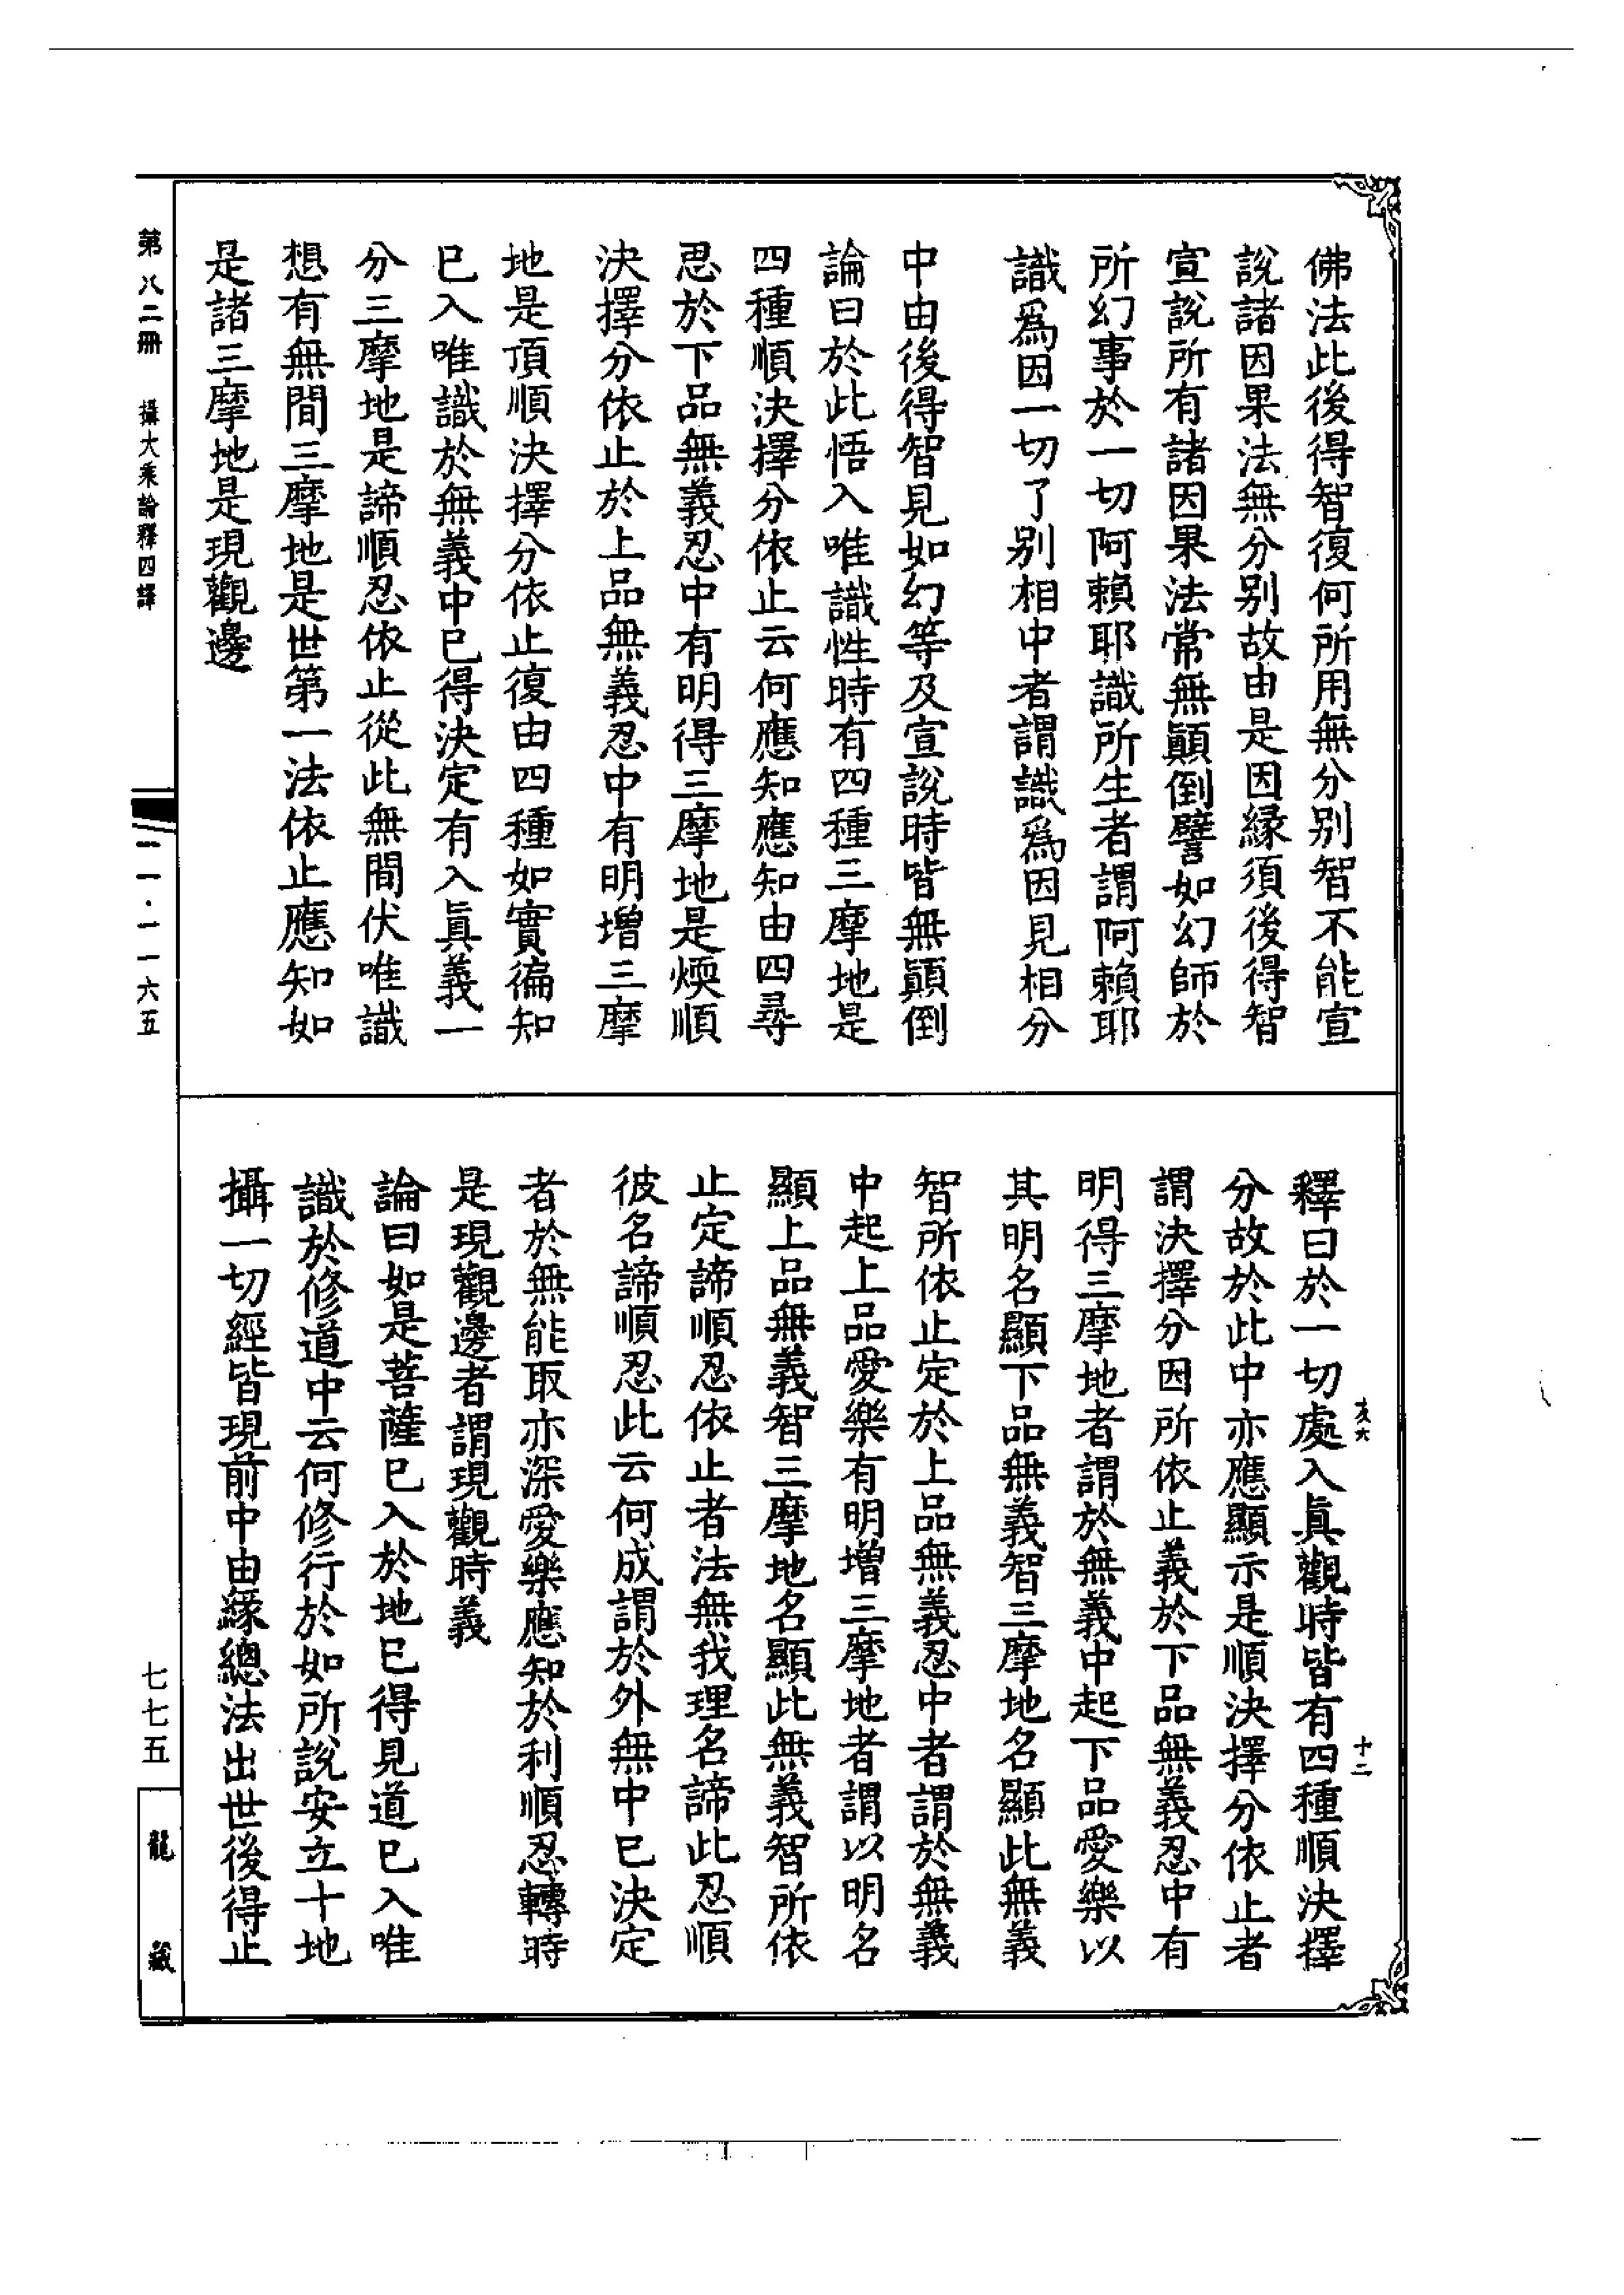 佛法此後得智復何所用無分别智不能宣
說諸因果法無分别故由是因緣須後得智
宣說所有諸因果法常無顚倒譬如幻師於
所幻事於一切阿賴耶識所生者謂阿賴耶
識爲因一切了别相中者謂識爲因見相分
中由後得智見如幻等及宣說時皆無顚倒
論曰於此悟入唯識性時有四種三摩地是
四種順決擇分依止云何應知應知由四尋
思於下品無義忍中有明得三摩地是煖順
決擇分依止於上品無義忍中有明增三摩
地是頂順決擇分依止復由四種如實徧知
已入唯識於無義中已得決定有入眞義一
分三摩地是諦順忍依止從此無間伏唯識
想有無間三摩地是世第一法依止應知如
是諸三摩地是現觀邊
釋曰於一切處入眞觀時皆有四種順決擇
分故於此中亦應顯示是順決擇分依止者
謂決擇分因所依止義於下品無義忍中有
明得三摩地者謂於無義中起下品愛樂以
其明名顯下品無義智三摩地名顯此無義
智所依止定於上品無義忍中者謂於無義
中起上品愛樂有明增三摩地者謂以明名
顯上品無義智三摩地名顯此無義智所依
止定諦順忍依止者法無我理名諦此忍順
彼名諦順忍此云何成謂於外無中已決定
者於無能取亦深愛樂應知於利順忍轉時
是現觀邊者謂現觀時義
論曰如是菩薩已入於地已得見道已入唯
識於修道中云何修行於如所說安立十地
攝一切經皆現前中由緣總法出世後得止
第八二冊　攝大乘論釋四譯
一一一·一一六五
七七五
龍藏
十二